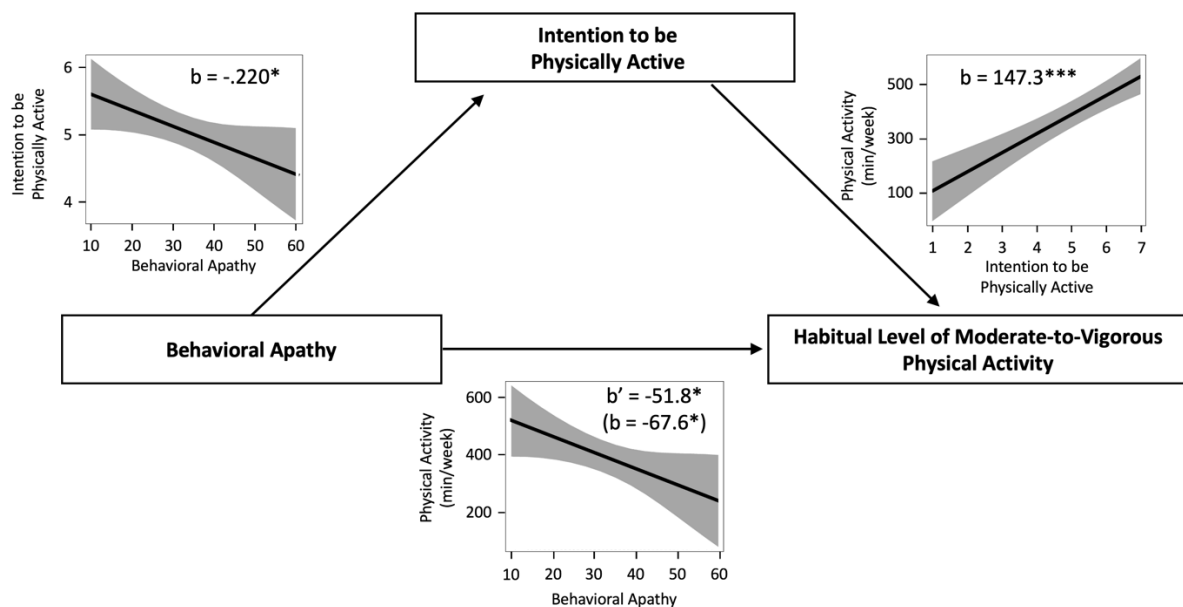 Intention to be
Physically Active
b = -.220*
Intention to be
Physically Active
6
5
4
10 20 30 40 50 60
Behavioral Apathy
b = 147.3***
Physical Activity
(min/week)
500
300
100
1 2 3 4 5 6 7
Intention to be
Physically Active
Behavioral Apathy
Habitual Level of Moderate-to-Vigorous
Physical Activity
b’ = -51.8*
(b = -67.6*)
Physical Activity
(min/week)
600
400
200
10 20 30 40 50 60
Behavioral Apathy